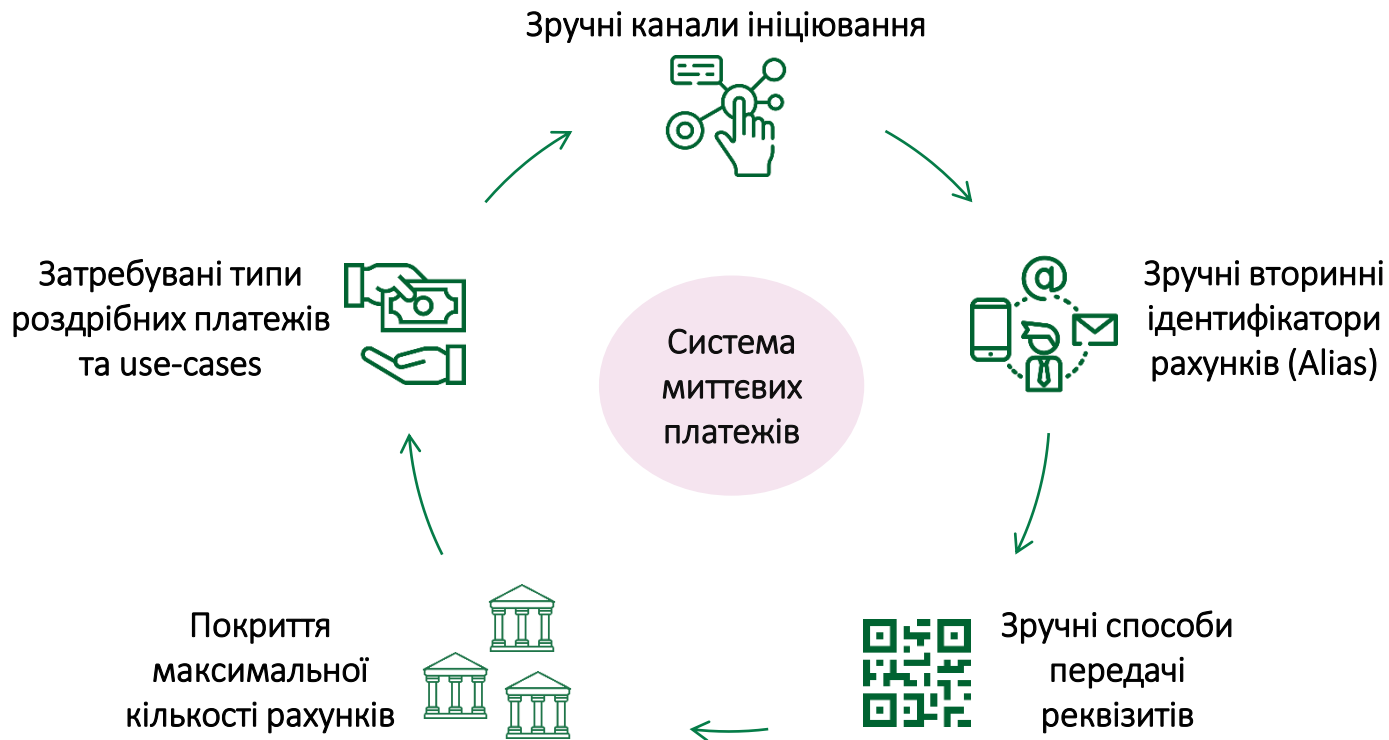 Зручні канали ініціювання
Затребувані типи
роздрібних платежів
та use-cases
Система
миттєвих
платежів
Зручні вторинні
ідентифікатори
рахунків (Alias)
Покриття
максимальної
кількості рахунків
Зручні способи
передачі
реквізитів